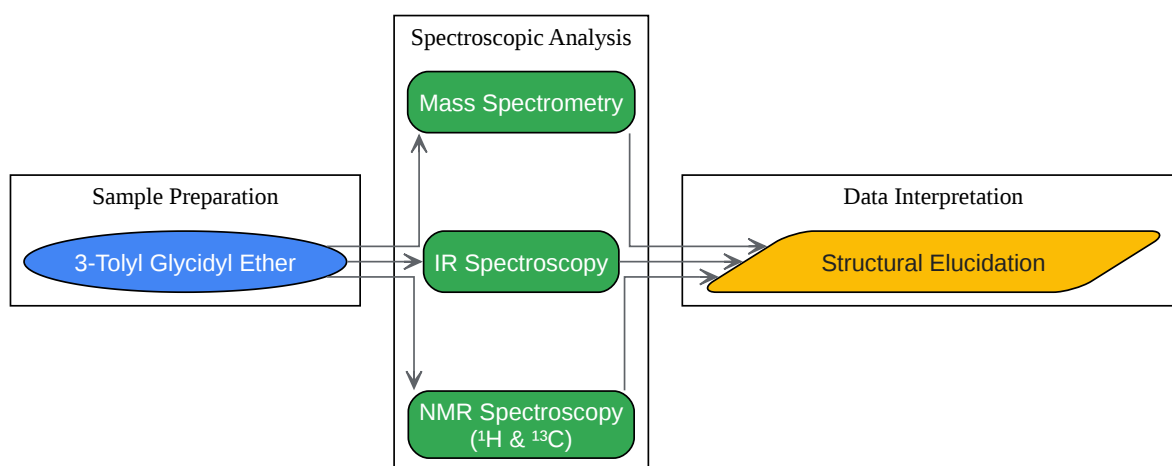 Spectroscopic Analysis
Mass Spectrometry
Sample Preparation
3-Tolyl Glycidyl Ether
IR Spectroscopy
NMR Spectroscopy
(¹H & ¹³C)
Data Interpretation
Structural Elucidation